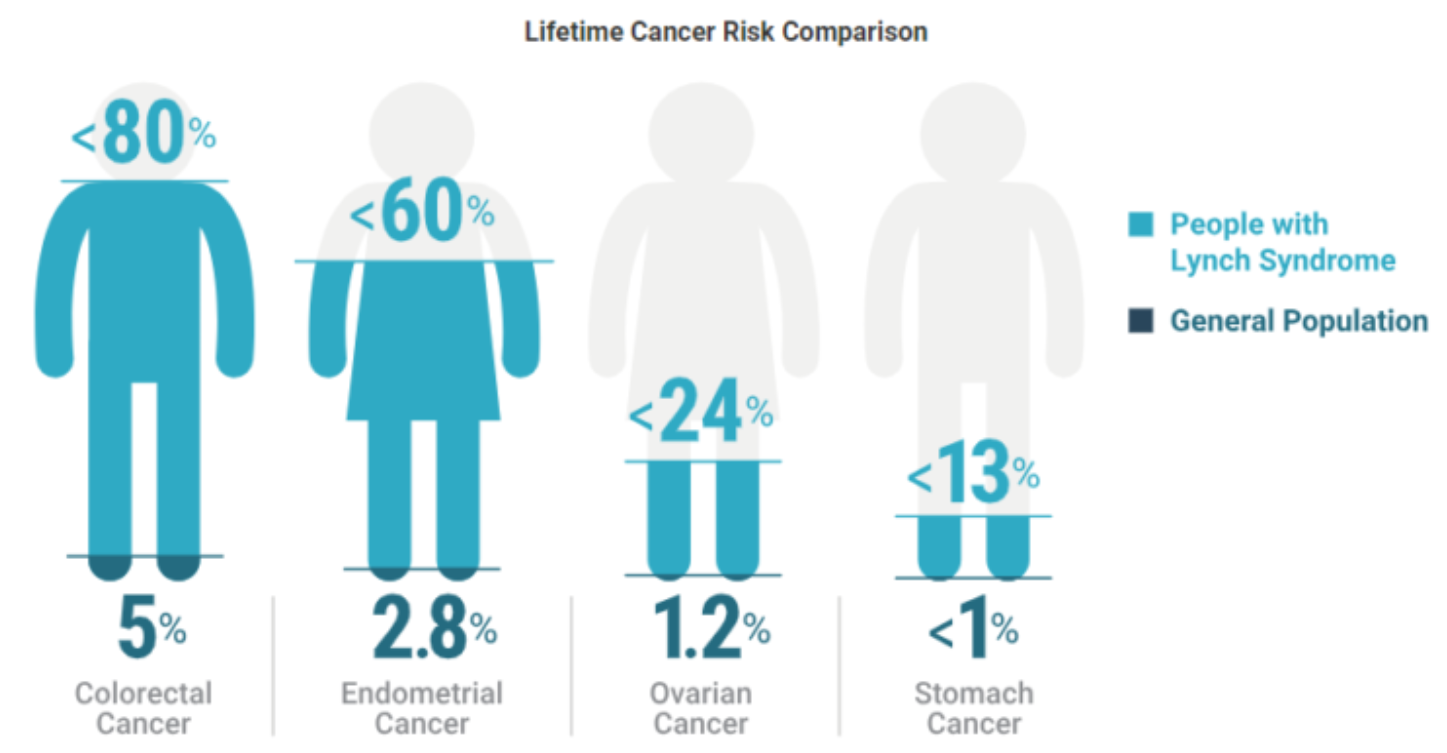 Lifetime Cancer Risk Comparison
<80%
<60%
<24%
<13%
People with
Lynch Syndrome
General Population
5%
2.8%
1.2%
<1%
Colorectal
Cancer
Endometrial
Cancer
Ovarian
Cancer
Stomach
Cancer